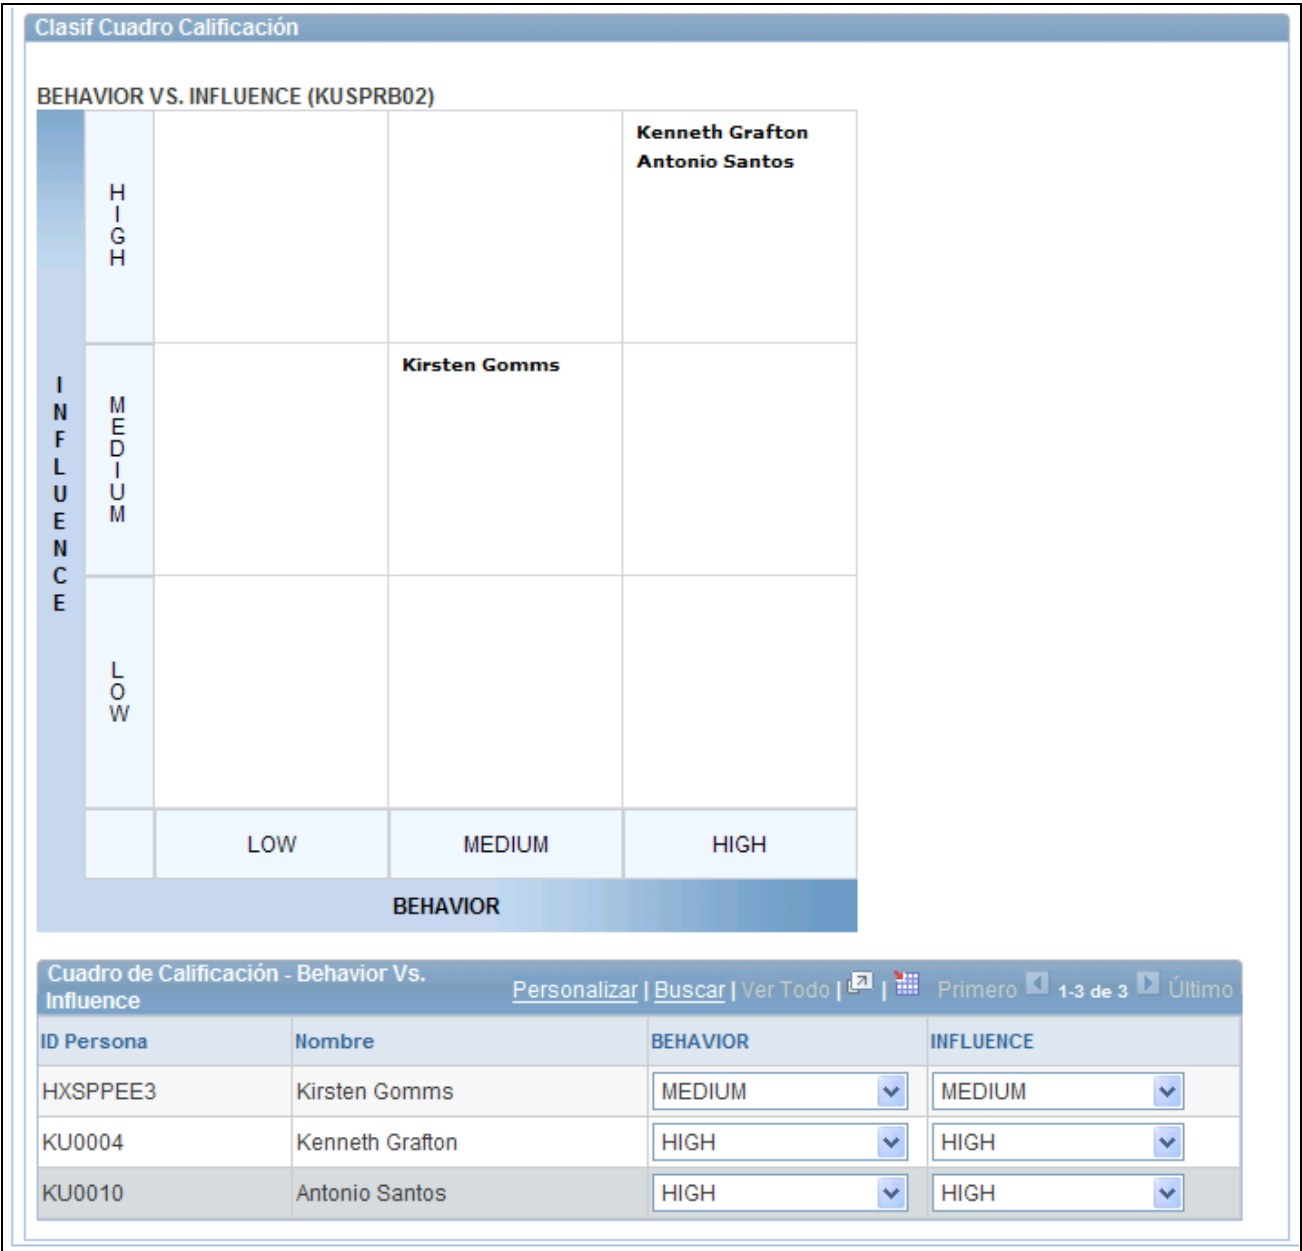 Clasif Cuadro Calificación
BEHAVIOR VS. INFLUENCE (KUSPRB02)
INFLUENCE
HIGH
Kenneth Grafton
Antonio Santos
MEDIUM
Kirsten Gomms
LOW
LOW MEDIUM HIGH
BEHAVIOR
Cuadro de Calificación - Behavior Vs.
Influence
Personalizar | Buscar | Ver Todo | | Primero 1-3 de 3 Último
ID Persona Nombre BEHAVIOR INFLUENCE
HXSPPEE3 Kirsten Gomms MEDIUM MEDIUM
KU0004 Kenneth Grafton HIGH HIGH
KU0010 Antonio Santos HIGH HIGH